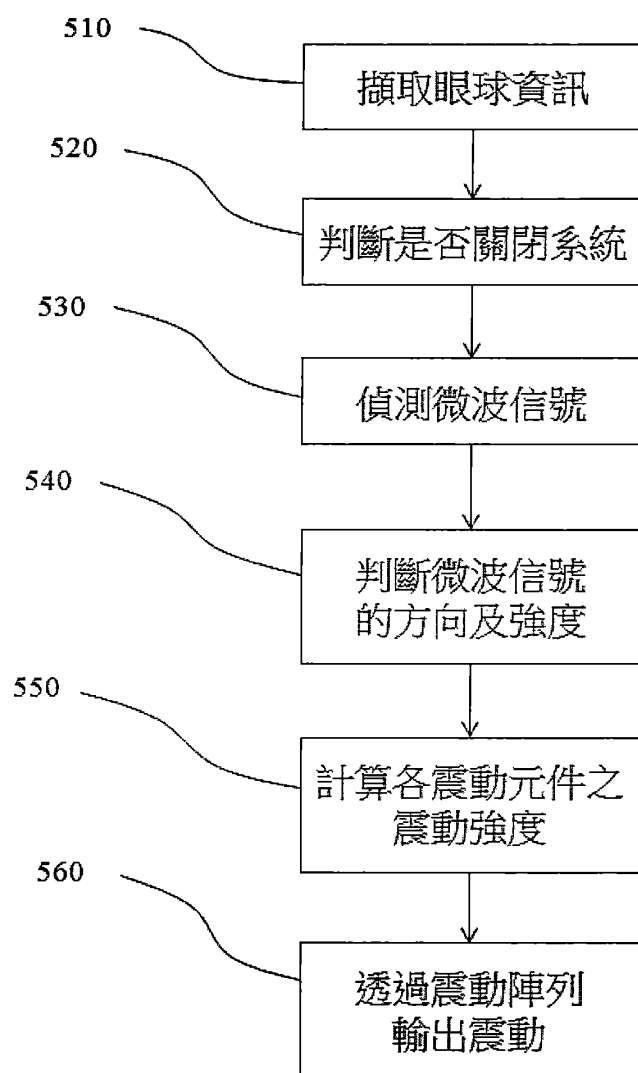 510
擷取眼球資訊
520
判斷是否關閉系統
530
偵測微波信號
540
判斷微波信號
的方向及強度
550
計算各震動元件之
震動強度
560
透過震動陣列
輸出震動